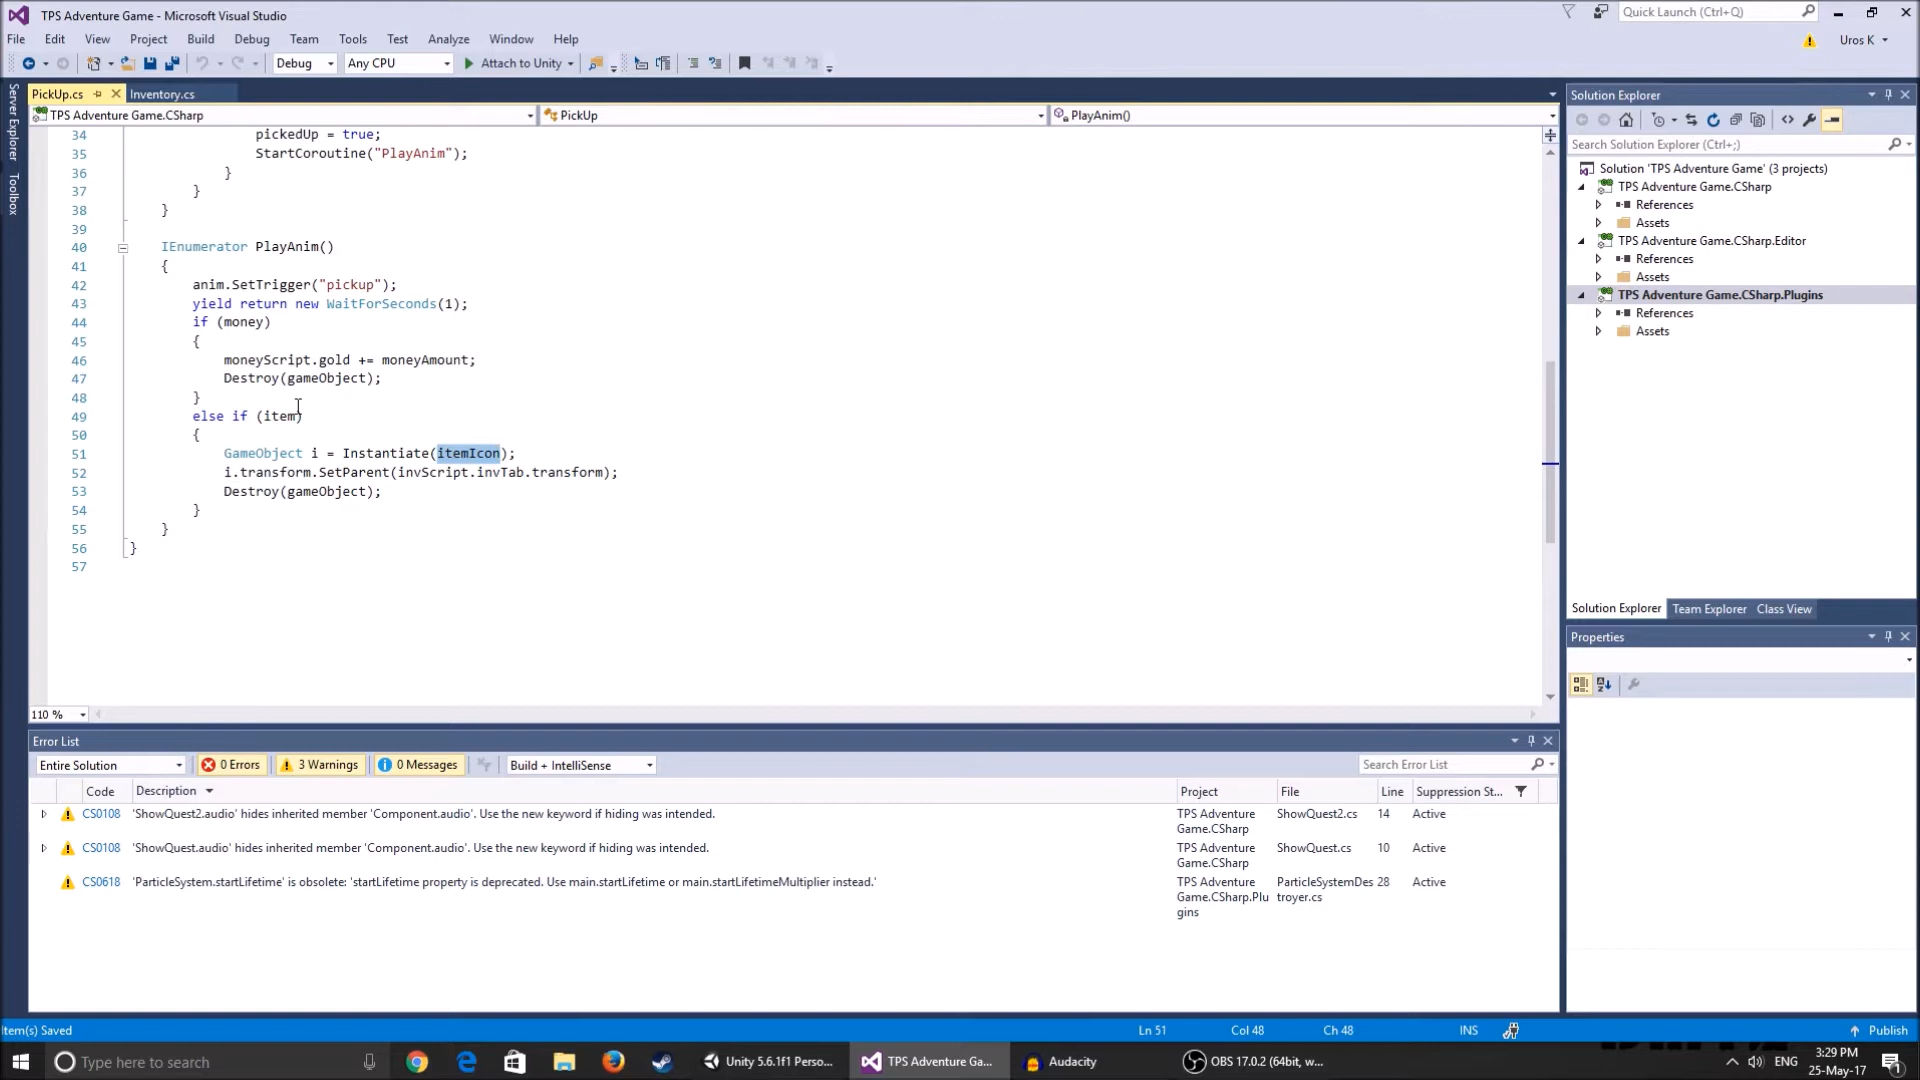 TPS Adventure Game - Microsoft Visual Studio
Quick Launch (Ctrl+Q)
File Edit View Project Build Debug Team Tools Test Analyze Window Help
Uros K
Debug Any CPU Attach to Unity
Server Explorer
Toolbox
PickUp.cs Inventory.cs
TPS Adventure Game.CSharp PickUp PlayAnim()
34 pickedUp = true;
35 StartCoroutine("PlayAnim");
36 }
37 }
38 }
39
40 IEnumerator PlayAnim()
41 {
42 anim.SetTrigger("pickup");
43 yield return new WaitForSeconds(1);
44 if (money)
45 {
46 moneyScript.gold += moneyAmount;
47 Destroy(gameObject);
48 }
49 else if (item)
50 {
51 GameObject i = Instantiate(itemIcon);
52 i.transform.SetParent(invScript.invTab.transform);
53 Destroy(gameObject);
54 }
55 }
56 }
57
110 %
Solution Explorer
Search Solution Explorer (Ctrl+;)
Solution 'TPS Adventure Game' (3 projects)
TPS Adventure Game.CSharp
References
Assets
TPS Adventure Game.CSharp.Editor
References
Assets
TPS Adventure Game.CSharp.Plugins
References
Assets
Solution Explorer Team Explorer Class View
Properties
Error List
Entire Solution 0 Errors 3 Warnings 0 Messages Build + IntelliSense Search Error List
Code Description Project File Line Suppression St...
CS0108 'ShowQuest2.audio' hides inherited member 'Component.audio'. Use the new keyword if hiding was intended. TPS Adventure Game.CSharp ShowQuest2.cs 14 Active
CS0108 'ShowQuest.audio' hides inherited member 'Component.audio'. Use the new keyword if hiding was intended. TPS Adventure Game.CSharp ShowQuest.cs 10 Active
CS0618 'ParticleSystem.startLifetime' is obsolete: 'startLifetime property is deprecated. Use main.startLifetime or main.startLifetimeMultiplier instead.' TPS Adventure Game.CSharp.Plugins ParticleSystemDestroyer.cs 28 Active
Item(s) Saved Ln 51 Col 48 Ch 48 INS Publish
Type here to search
Unity 5.6.1f1 Perso...
TPS Adventure Ga...
Audacity
OBS 17.0.2 (64bit, w...
ENG
3:29 PM
25-May-17